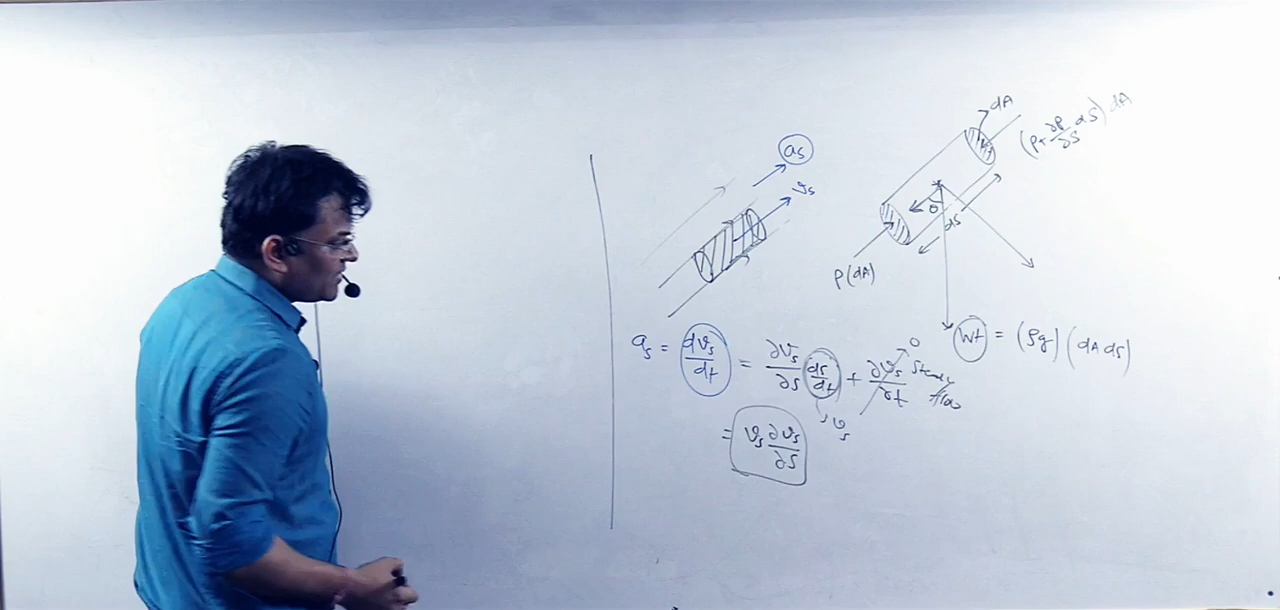 dA
(P+ ∂P/∂S dS) dA
as
vs
θ
dS
P(dA)
Wt = (ρg) (dA dS)
as = dvs/dt = ∂vs/∂S dS/dt + ∂vs/∂t 0 Steady flow
vs
= vs ∂vs/∂S